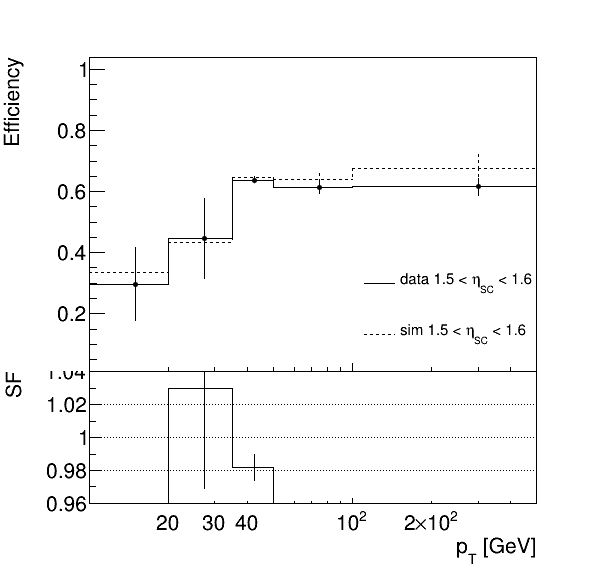 Efficiency
1
0.8
0.6
0.4
0.2
data 1.5 < η_SC < 1.6
sim 1.5 < η_SC < 1.6
SF
1.04
1.02
1
0.98
0.96
20 30 40 10² 2×10²
p_T [GeV]